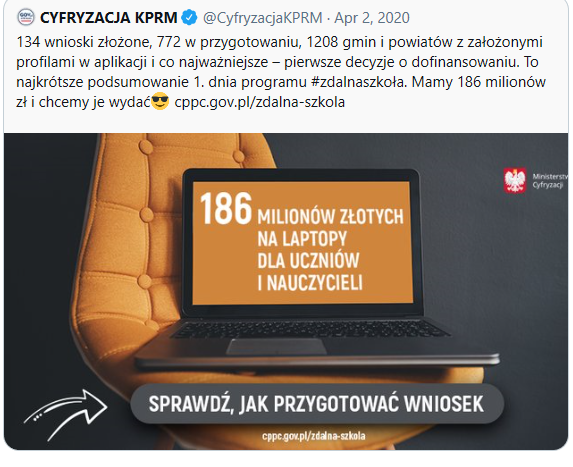 CYFRYZACJA KPRM @CyfryzacjaKPRM · Apr 2, 2020
134 wnioski złożone, 772 w przygotowaniu, 1208 gmin i powiatów z założonymi
profilami w aplikacji i co najważniejsze – pierwsze decyzje o dofinansowaniu. To
najkrótsze podsumowanie 1. dnia programu #zdalnaszkoła. Mamy 186 milionów
zł i chcemy je wydać😎 cppc.gov.pl/zdalna-szkola
Ministerstwo
Cyfryzacji
186 MILIONÓW ZŁOTYCH
NA LAPTOPY
DLA UCZNIÓW
I NAUCZYCIELI
SPRAWDŹ, JAK PRZYGOTOWAĆ WNIOSEK
cppc.gov.pl/zdalna-szkola